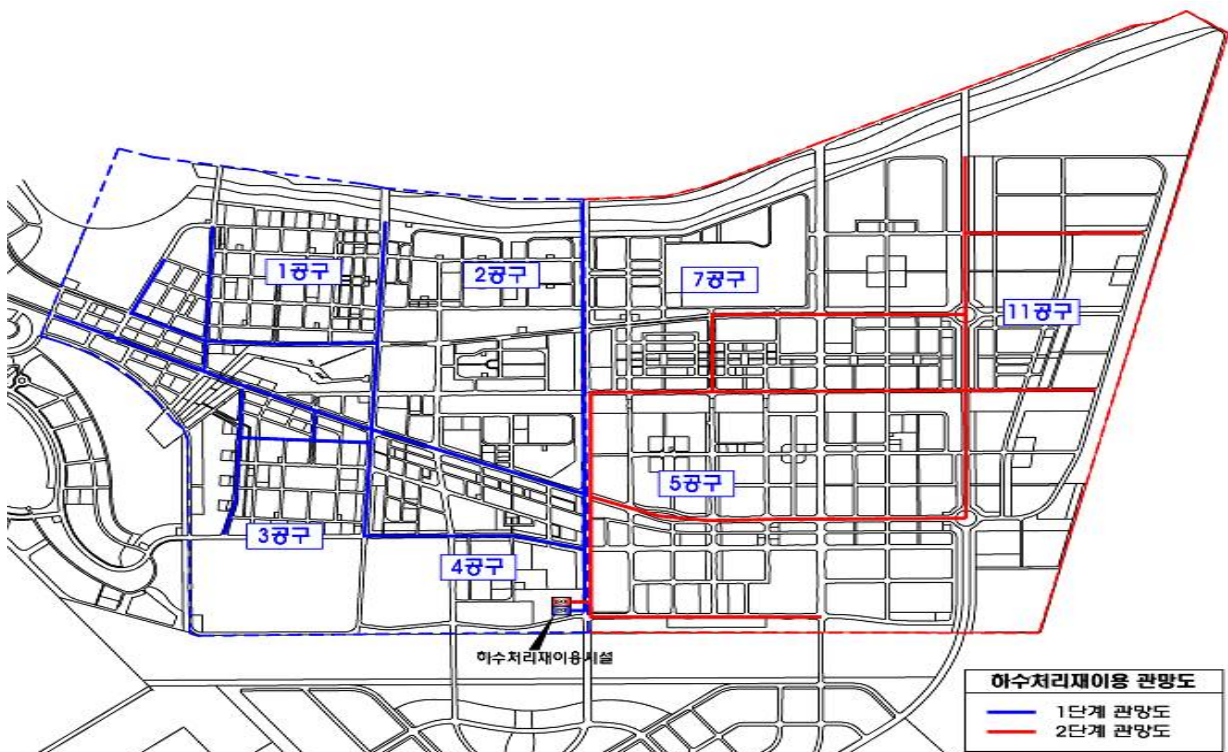 1공구
2공구
7공구
11공구
5공구
3공구
4공구
하수처리재이용시설
하수처리재이용 관망도
1단계 관망도
2단계 관망도